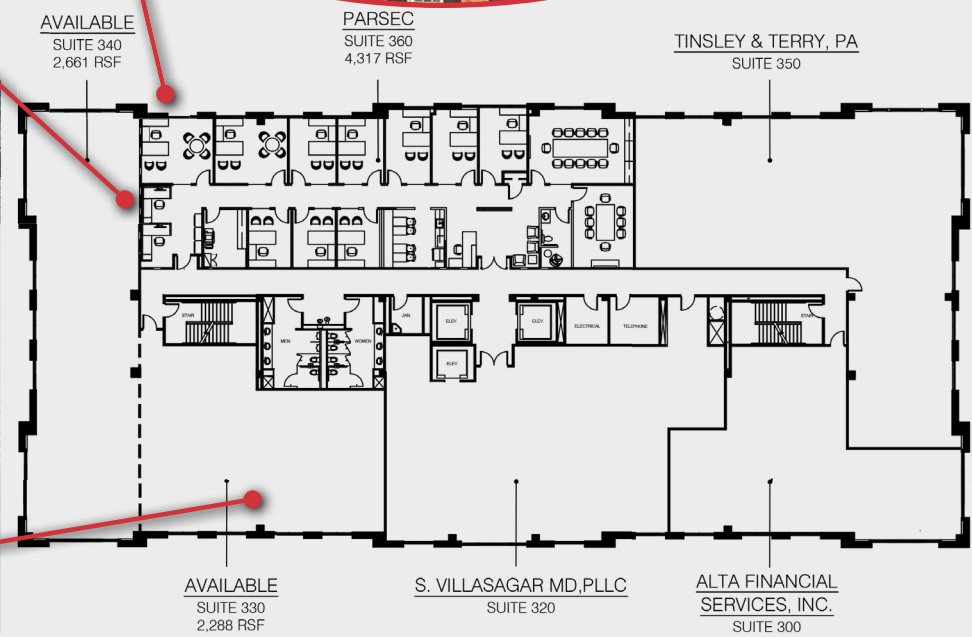 AVAILABLE
SUITE 340
2,661 RSF
PARSEC
SUITE 360
4,317 RSF
TINSLEY & TERRY, PA
SUITE 350
STAIR
MEN
WOMEN
JAN.
ELEV.
ELEV.
ELEV.
ELECTRICAL
TELEPHONE
STAIR
AVAILABLE
SUITE 330
2,288 RSF
S. VILLASAGAR MD,PLLC
SUITE 320
ALTA FINANCIAL
SERVICES, INC.
SUITE 300